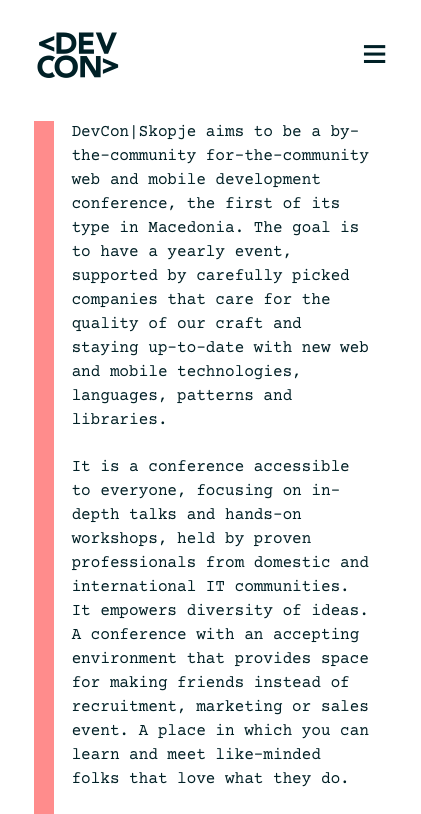 <DEV
CON>
DevCon|Skopje aims to be a by-
the-community for-the-community
web and mobile development
conference, the first of its
type in Macedonia. The goal is
to have a yearly event,
supported by carefully picked
companies that care for the
quality of our craft and
staying up-to-date with new web
and mobile technologies,
languages, patterns and
libraries.
It is a conference accessible
to everyone, focusing on in-
depth talks and hands-on
workshops, held by proven
professionals from domestic and
international IT communities.
It empowers diversity of ideas.
A conference with an accepting
environment that provides space
for making friends instead of
recruitment, marketing or sales
event. A place in which you can
learn and meet like-minded
folks that love what they do.